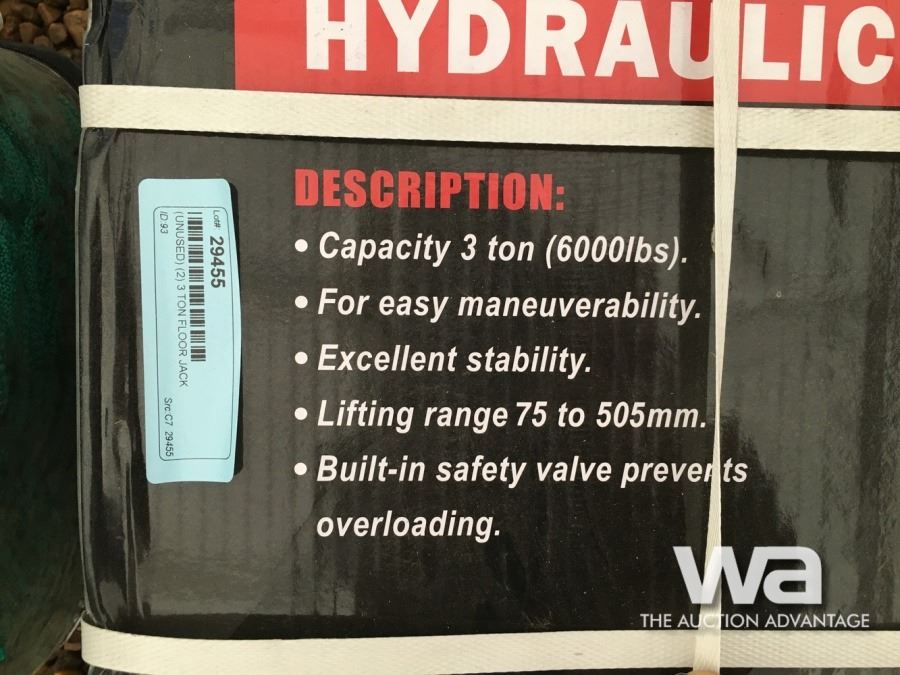 HYDRAULIC
DESCRIPTION:
• Capacity 3 ton (6000lbs).
• For easy maneuverability.
• Excellent stability.
• Lifting range 75 to 505mm.
• Built-in safety valve prevents
overloading.
Lot# 29455
(UNUSED) (2) 3 TON FLOOR JACK
ID:93 Src:C7 29455
wa
THE AUCTION ADVANTAGE